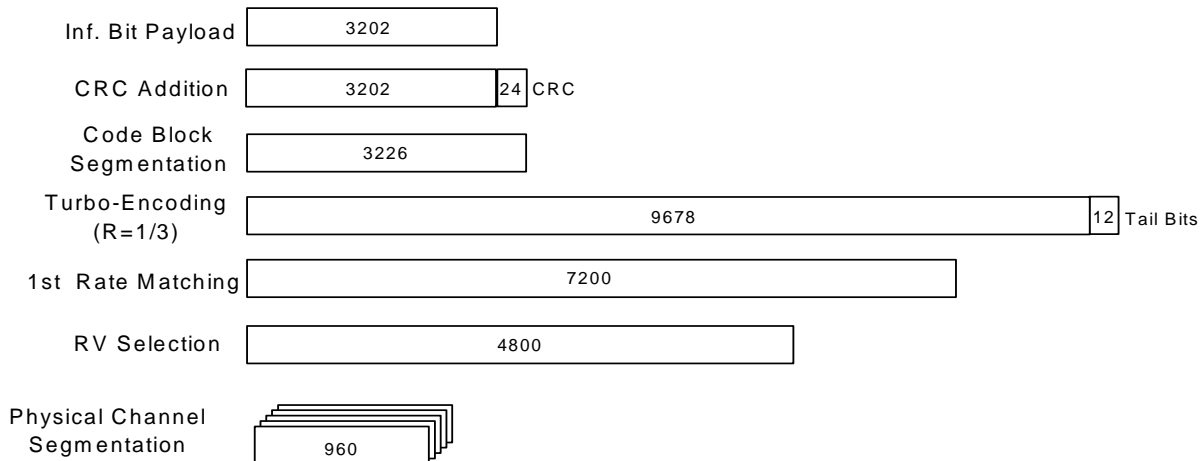 Inf. Bit Payload 3202
CRC Addition 3202 24 CRC
Code Block
Segmentation 3226
Turbo-Encoding
(R=1/3) 9678 12 Tail Bits
1st Rate Matching 7200
RV Selection 4800
Physical Channel
Segmentation 960